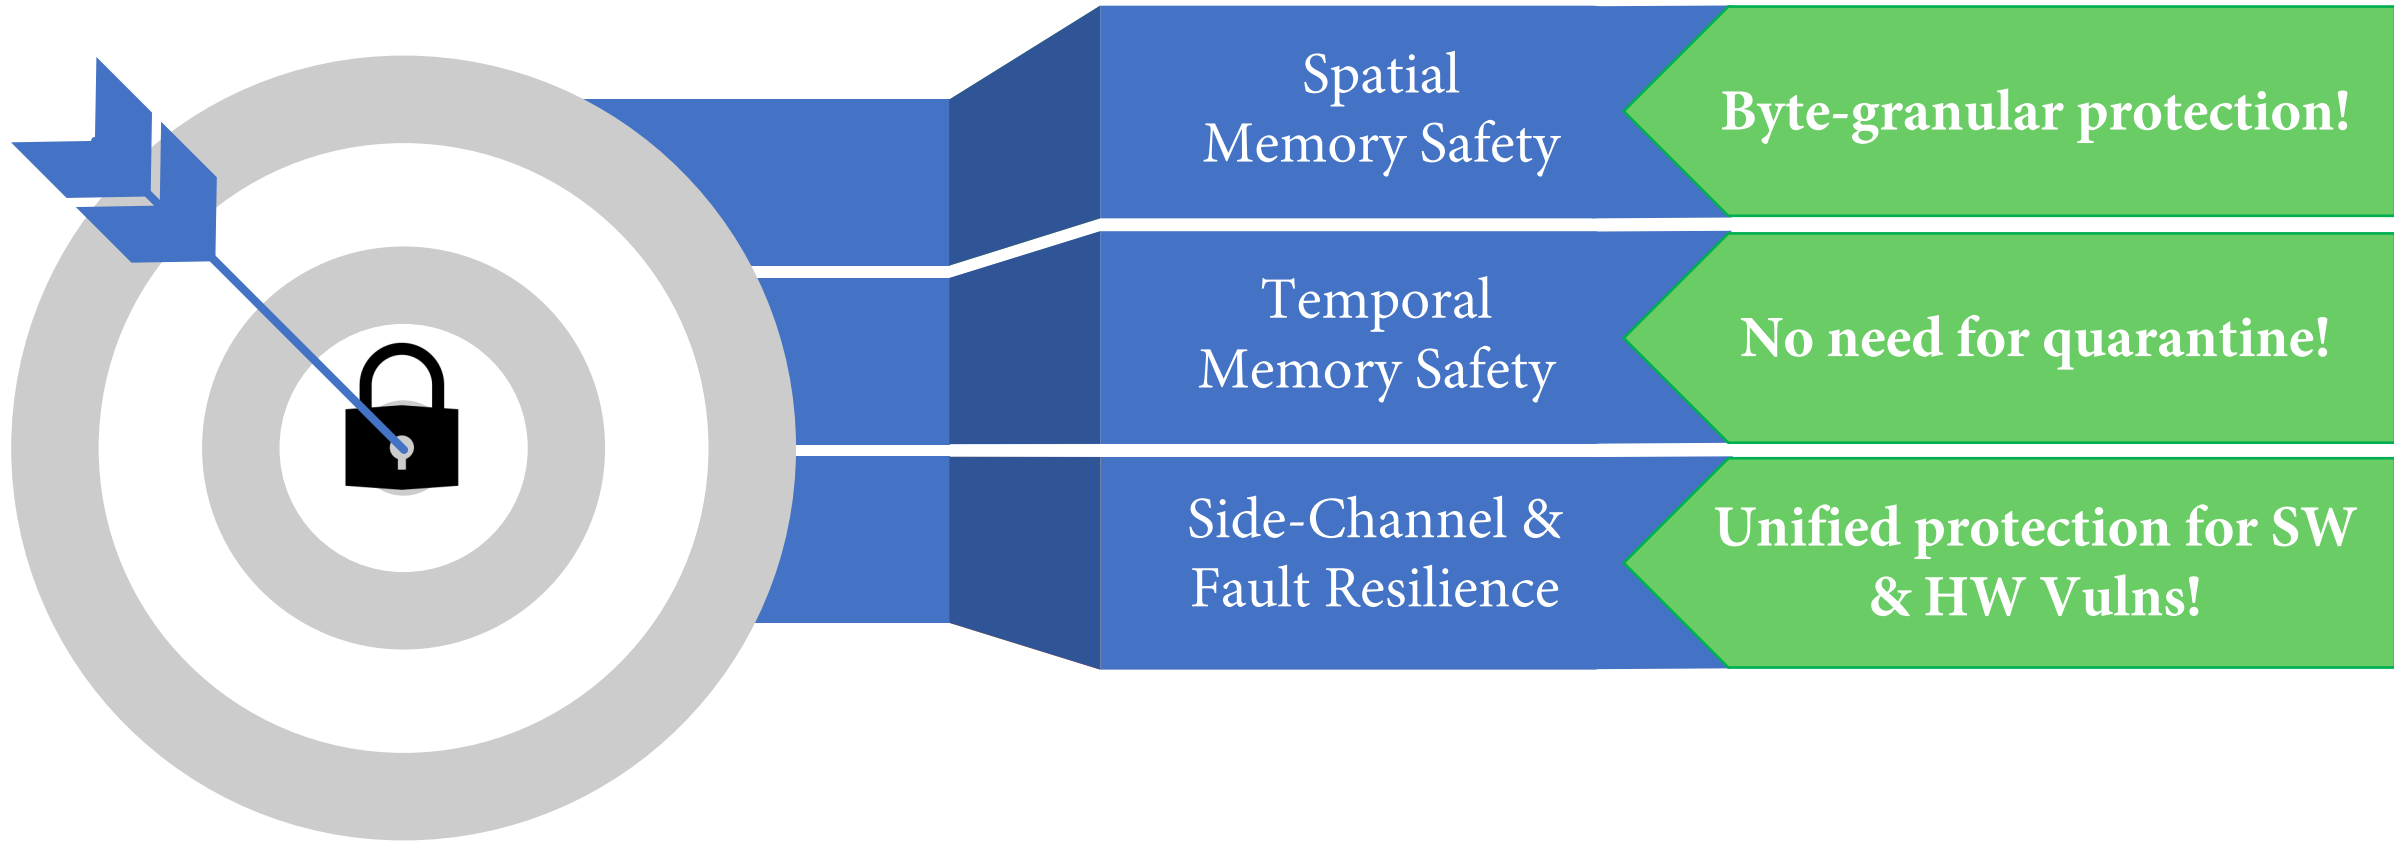 Spatial
Memory Safety
Byte-granular protection!
Temporal
Memory Safety
No need for quarantine!
Side-Channel &
Fault Resilience
Unified protection for SW
& HW Vulns!